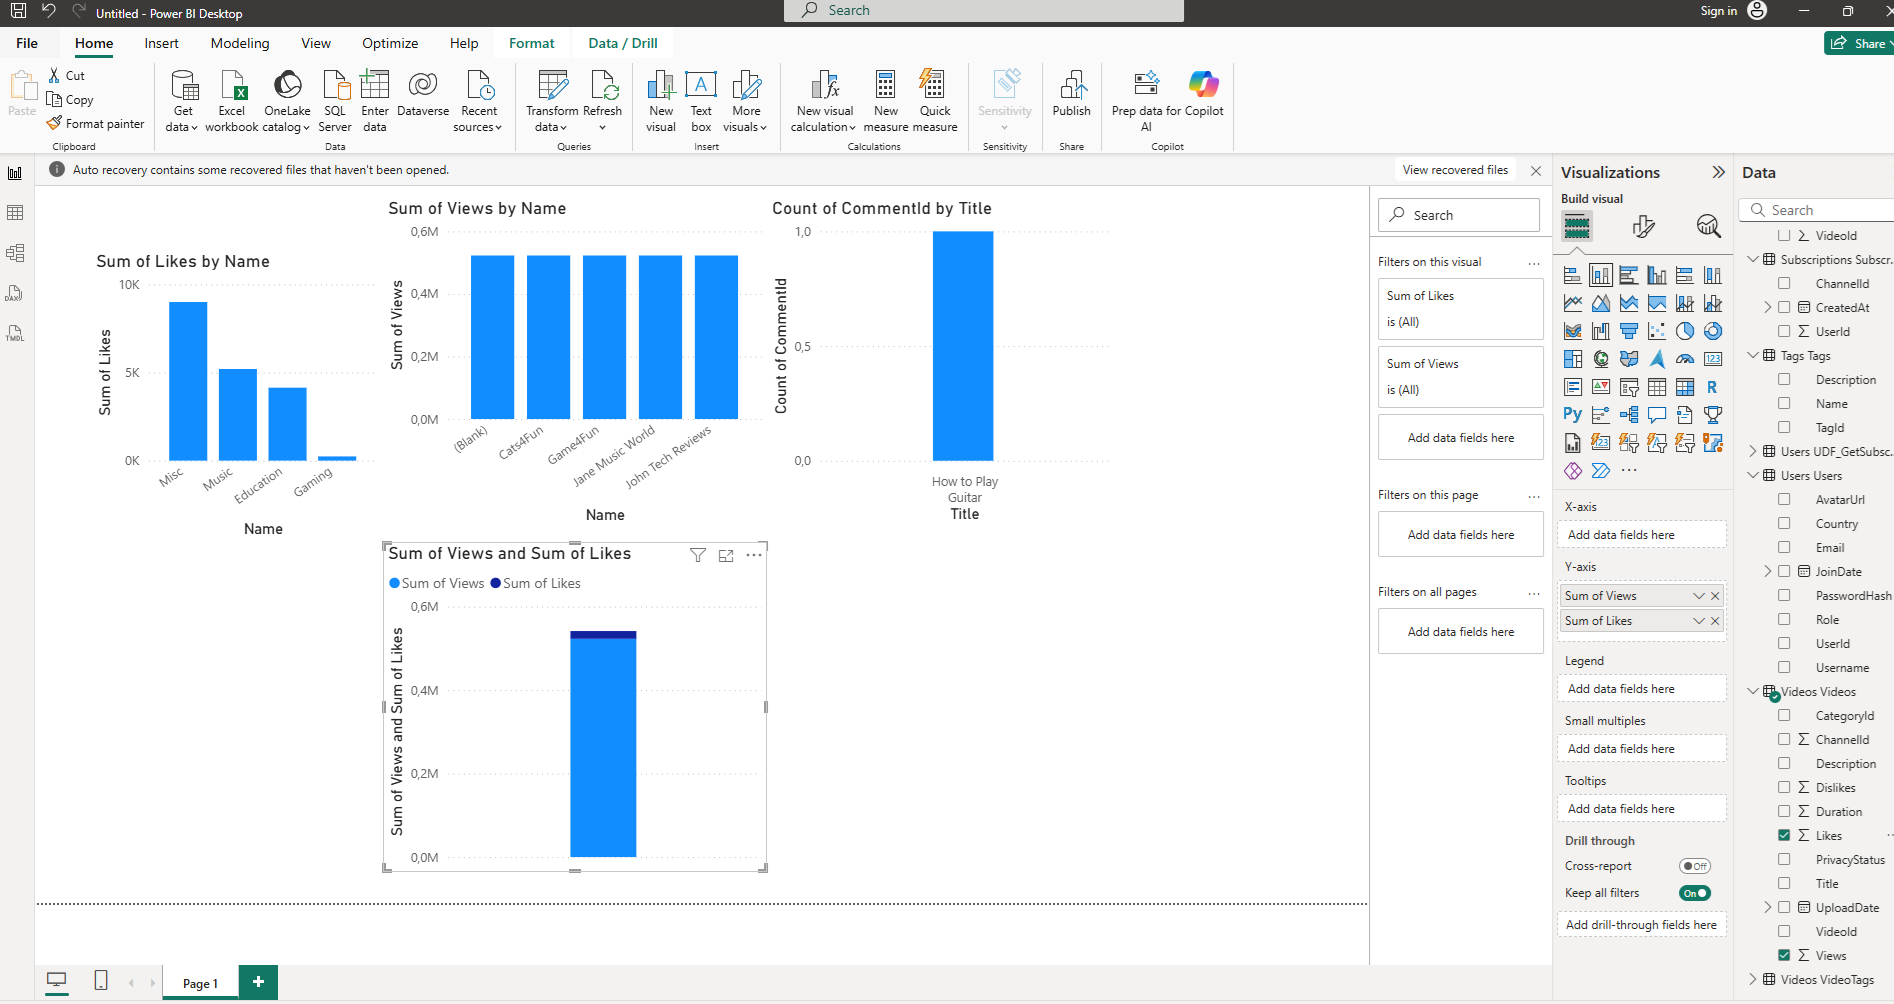 Untitled - Power BI Desktop
Search
Sign in
File
Home
Insert
Modeling
View
Optimize
Help
Format
Data / Drill
Share
Paste
Cut
Copy
Format painter
Clipboard
Get data
Excel workbook
OneLake catalog
SQL Server
Enter data
Dataverse
Recent sources
Data
Transform data
Refresh
Queries
New visual
Text box
More visuals
Insert
New visual calculation
New measure
Quick measure
Calculations
Sensitivity
Sensitivity
Publish
Share
Prep data for AI
Copilot
Copilot
Auto recovery contains some recovered files that haven't been opened.
View recovered files
DAX
TMDL
Sum of Likes by Name
10K
5K
0K
Sum of Likes
Misc
Music
Education
Gaming
Name
Sum of Views by Name
0,6M
0,4M
0,2M
0,0M
Sum of Views
(Blank)
Cats4Fun
Game4Fun
Jane Music World
John Tech Reviews
Name
Count of CommentId by Title
1,0
0,5
0,0
Count of CommentId
How to Play
Guitar
Title
Sum of Views and Sum of Likes
Sum of Views
Sum of Likes
0,6M
0,4M
0,2M
0,0M
Sum of Views and Sum of Likes
Page 1
Search
Filters on this visual
Sum of Likes
is (All)
Sum of Views
is (All)
Add data fields here
Filters on this page
Add data fields here
Filters on all pages
Add data fields here
Visualizations
Build visual
123
R
Py
123
X-axis
Add data fields here
Y-axis
Sum of Views
Sum of Likes
Legend
Add data fields here
Small multiples
Add data fields here
Tooltips
Add data fields here
Drill through
Cross-report
Off
Keep all filters
On
Add drill-through fields here
Data
Search
VideoId
Subscriptions Subscr...
ChannelId
CreatedAt
UserId
Tags Tags
Description
Name
TagId
Users UDF_GetSubsc...
Users Users
AvatarUrl
Country
Email
JoinDate
PasswordHash
Role
UserId
Username
Videos Videos
CategoryId
ChannelId
Description
Dislikes
Duration
Likes
PrivacyStatus
Title
UploadDate
VideoId
Views
Videos VideoTags